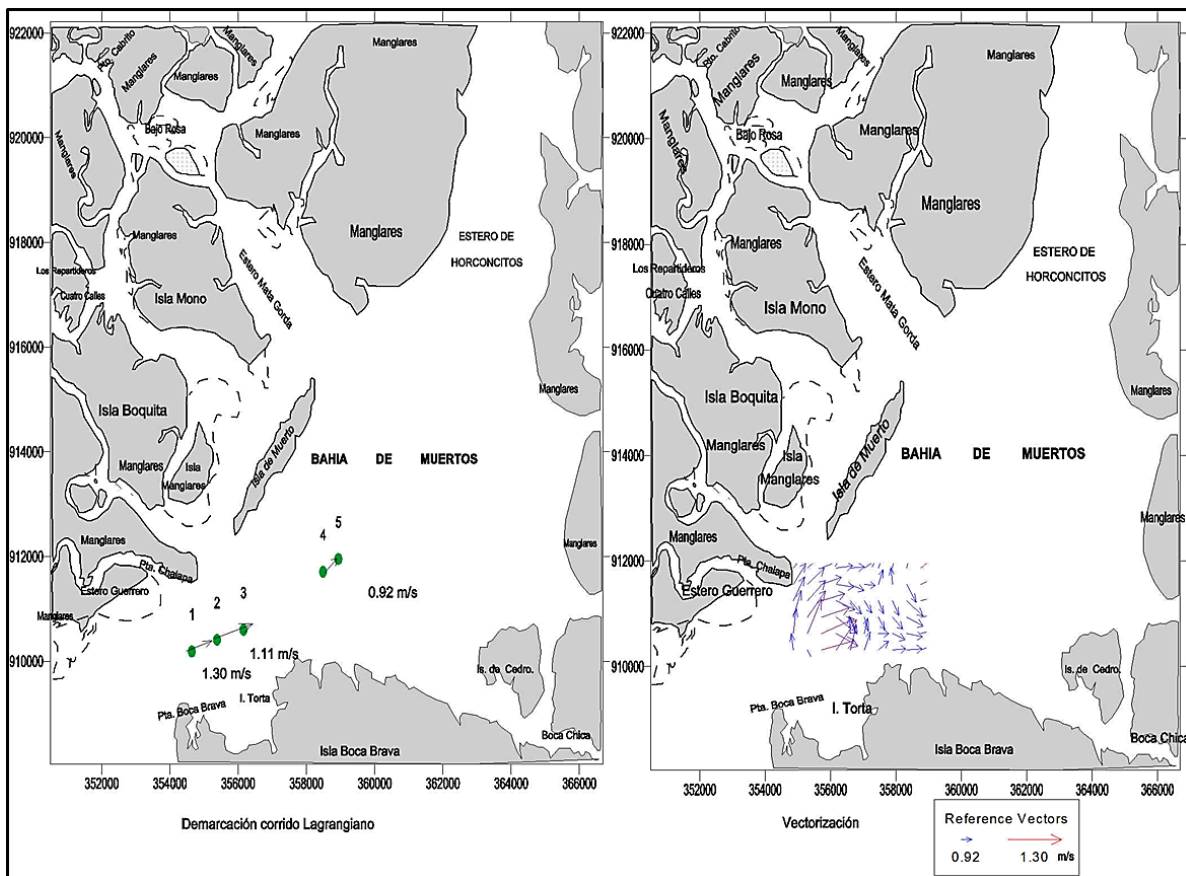 922000
920000
918000
916000
914000
912000
910000
Pto. Cabrito
Manglares
Manglares
Manglares
Manglares
Bajo Rosa
Manglares
Manglares
Manglares
Manglares
ESTERO DE
HORCONCITOS
Los Repartideros
Cuatro Calles
Isla Mono
Estero Mata Gorda
Manglares
Isla Boquita
Isla de Muerto
BAHIA DE MUERTOS
Manglares
Isla
Manglares
Manglares
Manglares
Pta. Chalapa
Estero Guerrero
Manglares
5
4
0.92 m/s
3
2
1
1.11 m/s
1.30 m/s
Is. de Cedro.
I. Torta
Pta. Boca Brava
Boca Chica
Isla Boca Brava
352000 354000 356000 358000 360000 362000 364000 366000
Demarcación corrido Lagrangiano
922000
920000
918000
916000
914000
912000
910000
Pto. Cabrito
Manglares
Manglares
Manglares
Manglares
Bajo Rosa
Manglares
Manglares
Manglares
Manglares
ESTERO DE
HORCONCITOS
Los Repartideros
Cuatro Calles
Isla Mono
Estero Mata Gorda
Manglares
Isla Boquita
Manglares
Isla
Manglares
Isla de Muerto
BAHIA DE MUERTOS
Manglares
Manglares
Pta. Chalapa
Estero Guerrero
Is. de Cedro.
Pta. Boca Brava
I. Torta
Boca Chica
Isla Boca Brava
352000 354000 356000 358000 360000 362000 364000 366000
Vectorización
Reference Vectors
0.92 1.30 m/s